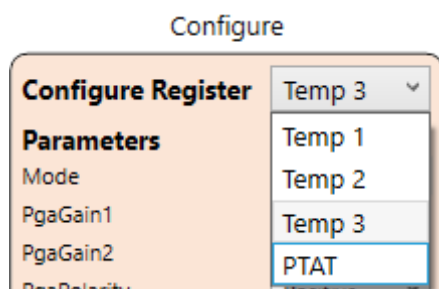 Configure
Configure Register Temp 3
Parameters
Temp 1
Mode
Temp 2
PgaGain1
Temp 3
PgaGain2
PTAT